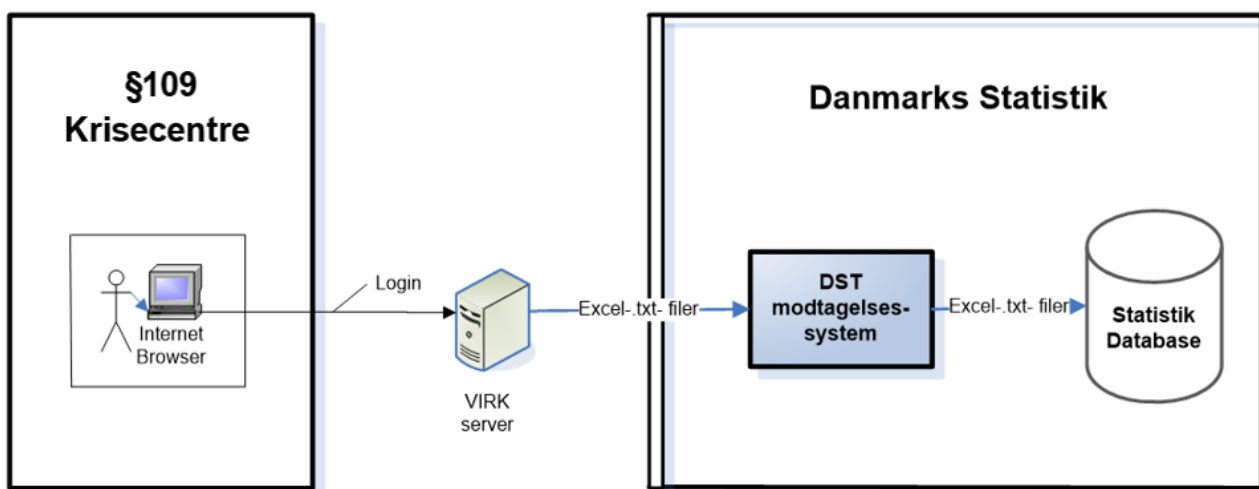 §109
Krisecentre
Internet
Browser
Login
VIRK
server
Excel-.txt- filer
Danmarks Statistik
DST
modtagelses-
system
Excel-.txt- filer
Statistik
Database